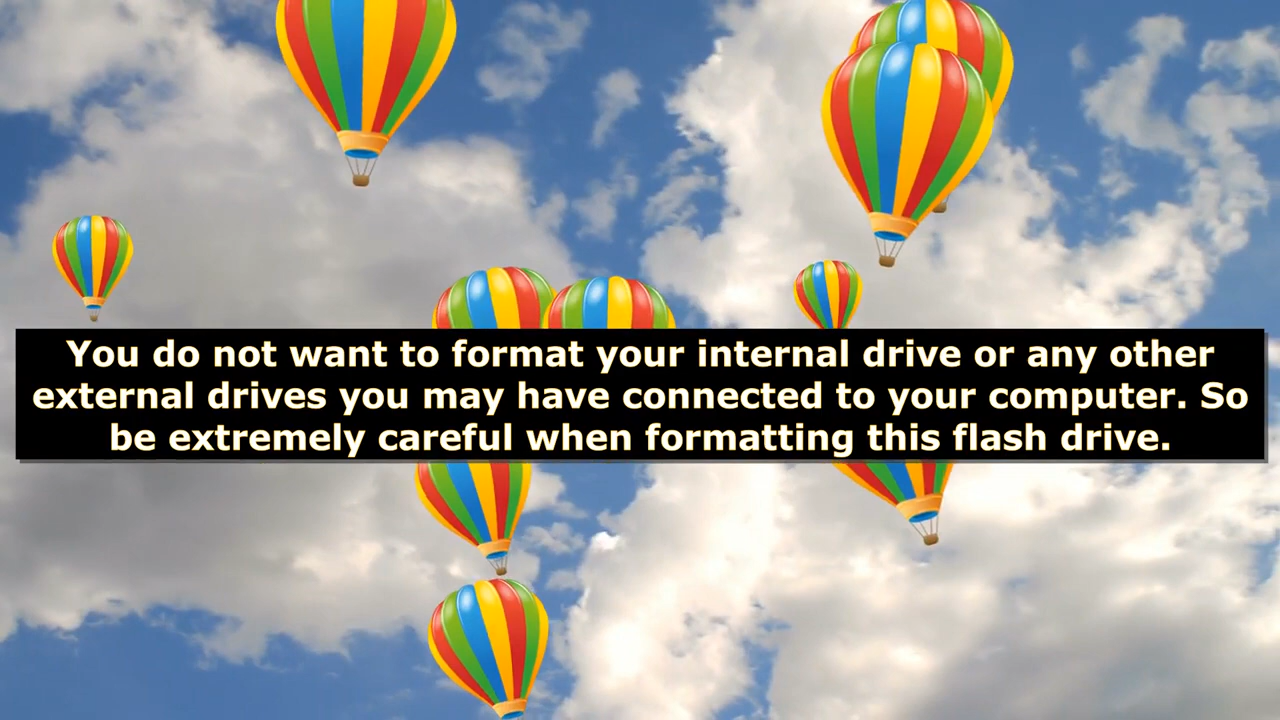 You do not want to format your internal drive or any other
external drives you may have connected to your computer. So
be extremely careful when formatting this flash drive.